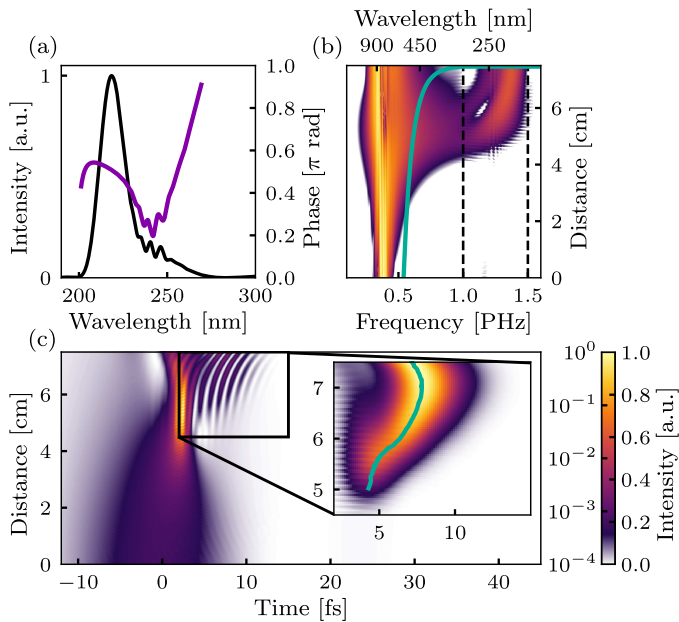 (a)
Intensity [a.u.]
1
0
200
250
300
Wavelength [nm]
1.0
0.8
0.6
0.4
0.2
0.0
Phase [π rad]
(b)
Wavelength [nm]
900 450 250
6
4
2
0
Distance [cm]
0.5 1.0 1.5
Frequency [PHz]
(c)
Distance [cm]
6
4
2
0
−10 0 10 20 30 40
Time [fs]
7
6
5
5 10
10⁰
10⁻¹
10⁻²
10⁻³
10⁻⁴
1.0
0.8
0.6
0.4
0.2
0.0
Intensity [a.u.]